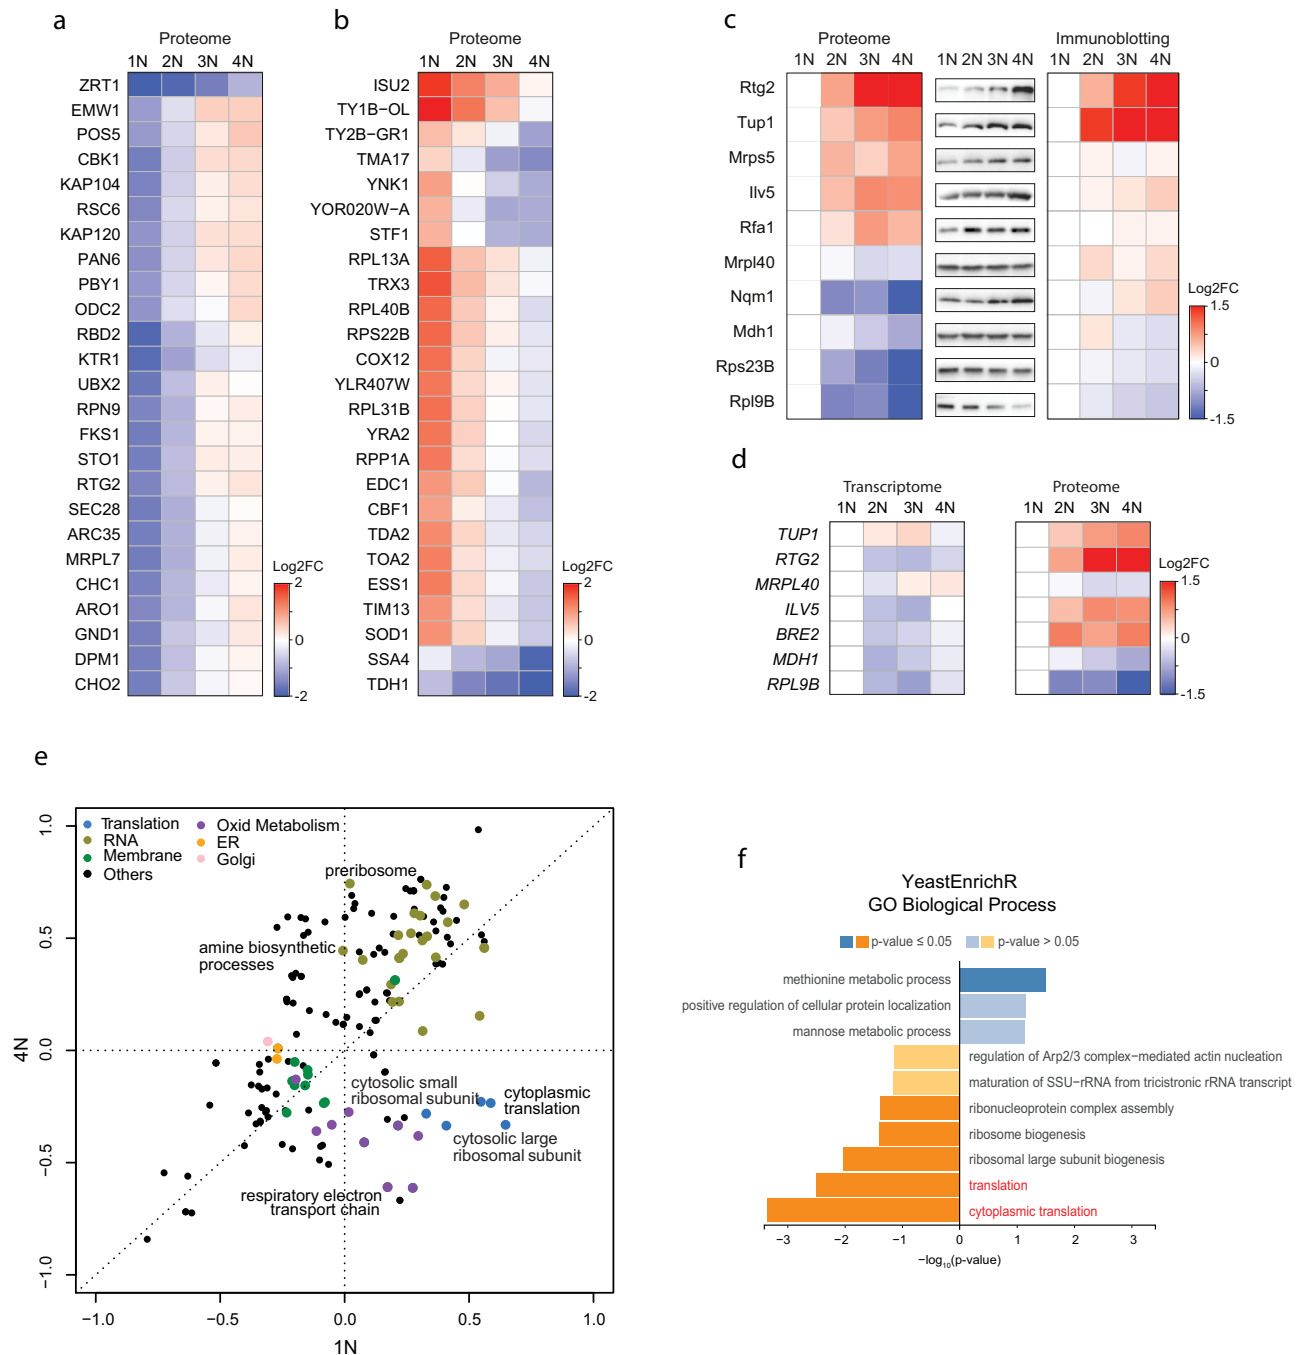 a
Proteome
1N 2N 3N 4N
ZRT1
EMW1
POS5
CBK1
KAP104
RSC6
KAP120
PAN6
PBY1
ODC2
RBD2
KTR1
UBX2
RPN9
FKS1
STO1
RTG2
SEC28
ARC35
MRPL7
CHC1
ARO1
GND1
DPM1
CHO2
Log2FC
2
0
-2
b
Proteome
1N 2N 3N 4N
ISU2
TY1B−OL
TY2B−GR1
TMA17
YNK1
YOR020W−A
STF1
RPL13A
TRX3
RPL40B
RPS22B
COX12
YLR407W
RPL31B
YRA2
RPP1A
EDC1
CBF1
TDA2
TOA2
ESS1
TIM13
SOD1
SSA4
TDH1
Log2FC
2
0
-2
c
Proteome
1N 2N 3N 4N
1N 2N 3N 4N
Immunoblotting
1N 2N 3N 4N
Rtg2
Tup1
Mrps5
Ilv5
Rfa1
Mrpl40
Nqm1
Mdh1
Rps23B
Rpl9B
Log2FC
1.5
0
-1.5
d
Transcriptome
1N 2N 3N 4N
Proteome
1N 2N 3N 4N
TUP1
RTG2
MRPL40
ILV5
BRE2
MDH1
RPL9B
Log2FC
1.5
0
-1.5
e
Translation
RNA
Membrane
Others
Oxid Metabolism
ER
Golgi
preribosome
amine biosynthetic
processes
cytosolic small
ribosomal subunit
cytoplasmic
translation
cytosolic large
ribosomal subunit
respiratory electron
transport chain
4N
1.0
0.5
0.0
−0.5
−1.0
−1.0 −0.5 0.0 0.5 1.0
1N
f
YeastEnrichR
GO Biological Process
p-value ≤ 0.05 p-value > 0.05
methionine metabolic process
positive regulation of cellular protein localization
mannose metabolic process
regulation of Arp2/3 complex−mediated actin nucleation
maturation of SSU−rRNA from tricistronic rRNA transcript
ribonucleoprotein complex assembly
ribosome biogenesis
ribosomal large subunit biogenesis
translation
cytoplasmic translation
−3 −2 −1 0 1 2 3
−log10(p-value)